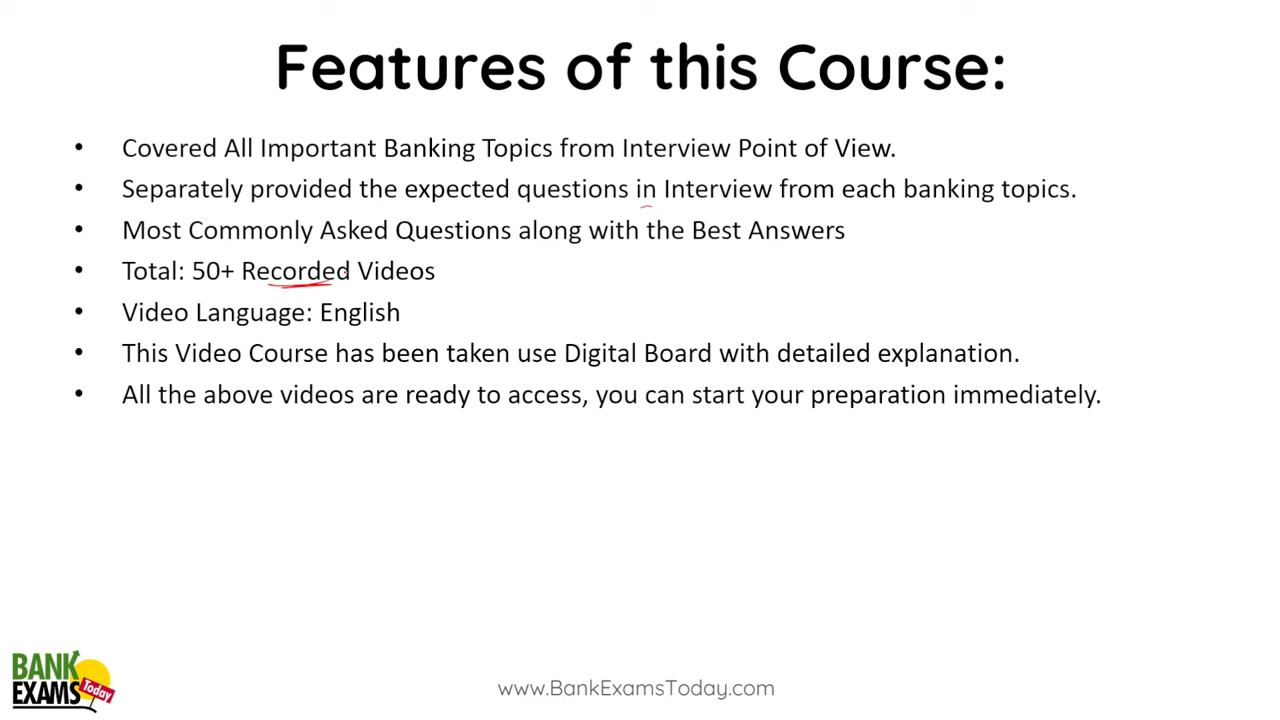 Features of this Course:
• Covered All Important Banking Topics from Interview Point of View.
• Separately provided the expected questions in Interview from each banking topics.
• Most Commonly Asked Questions along with the Best Answers
• Total: 50+ Recorded Videos
• Video Language: English
• This Video Course has been taken use Digital Board with detailed explanation.
• All the above videos are ready to access, you can start your preparation immediately.
BANK
EXAMS Today
www.BankExamsToday.com